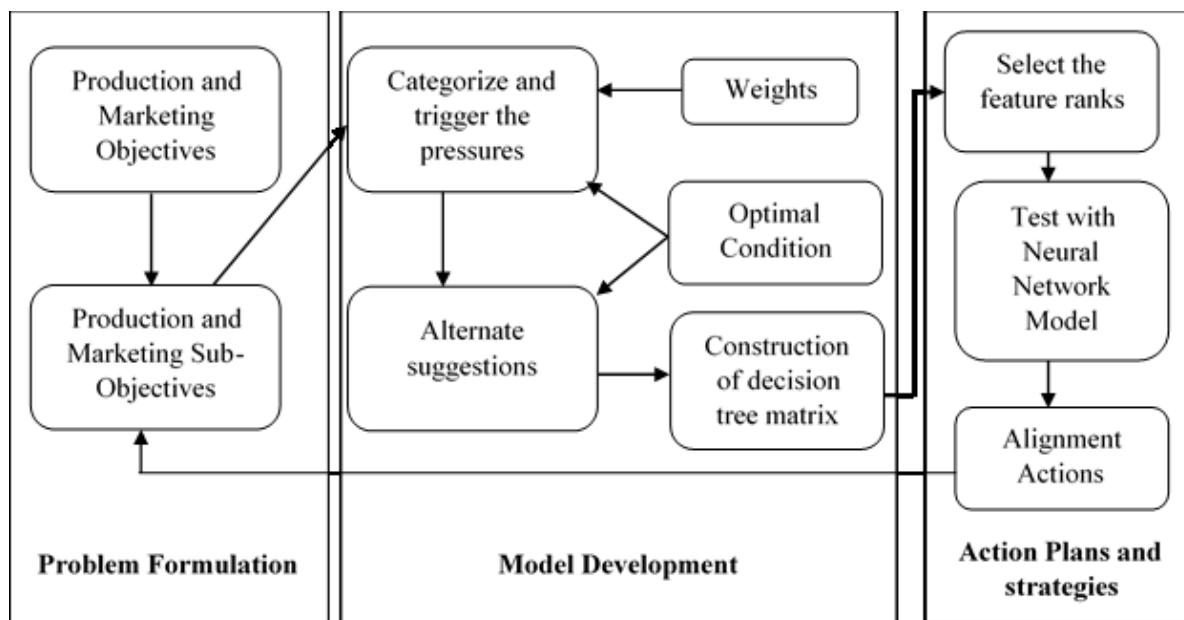 Production and
Marketing
Objectives
Production and
Marketing Sub-
Objectives
Problem Formulation
Categorize and
trigger the
pressures
Weights
Optimal
Condition
Alternate
suggestions
Construction
of decision
tree matrix
Model Development
Select the
feature ranks
Test with
Neural
Network
Model
Alignment
Actions
Action Plans and
strategies